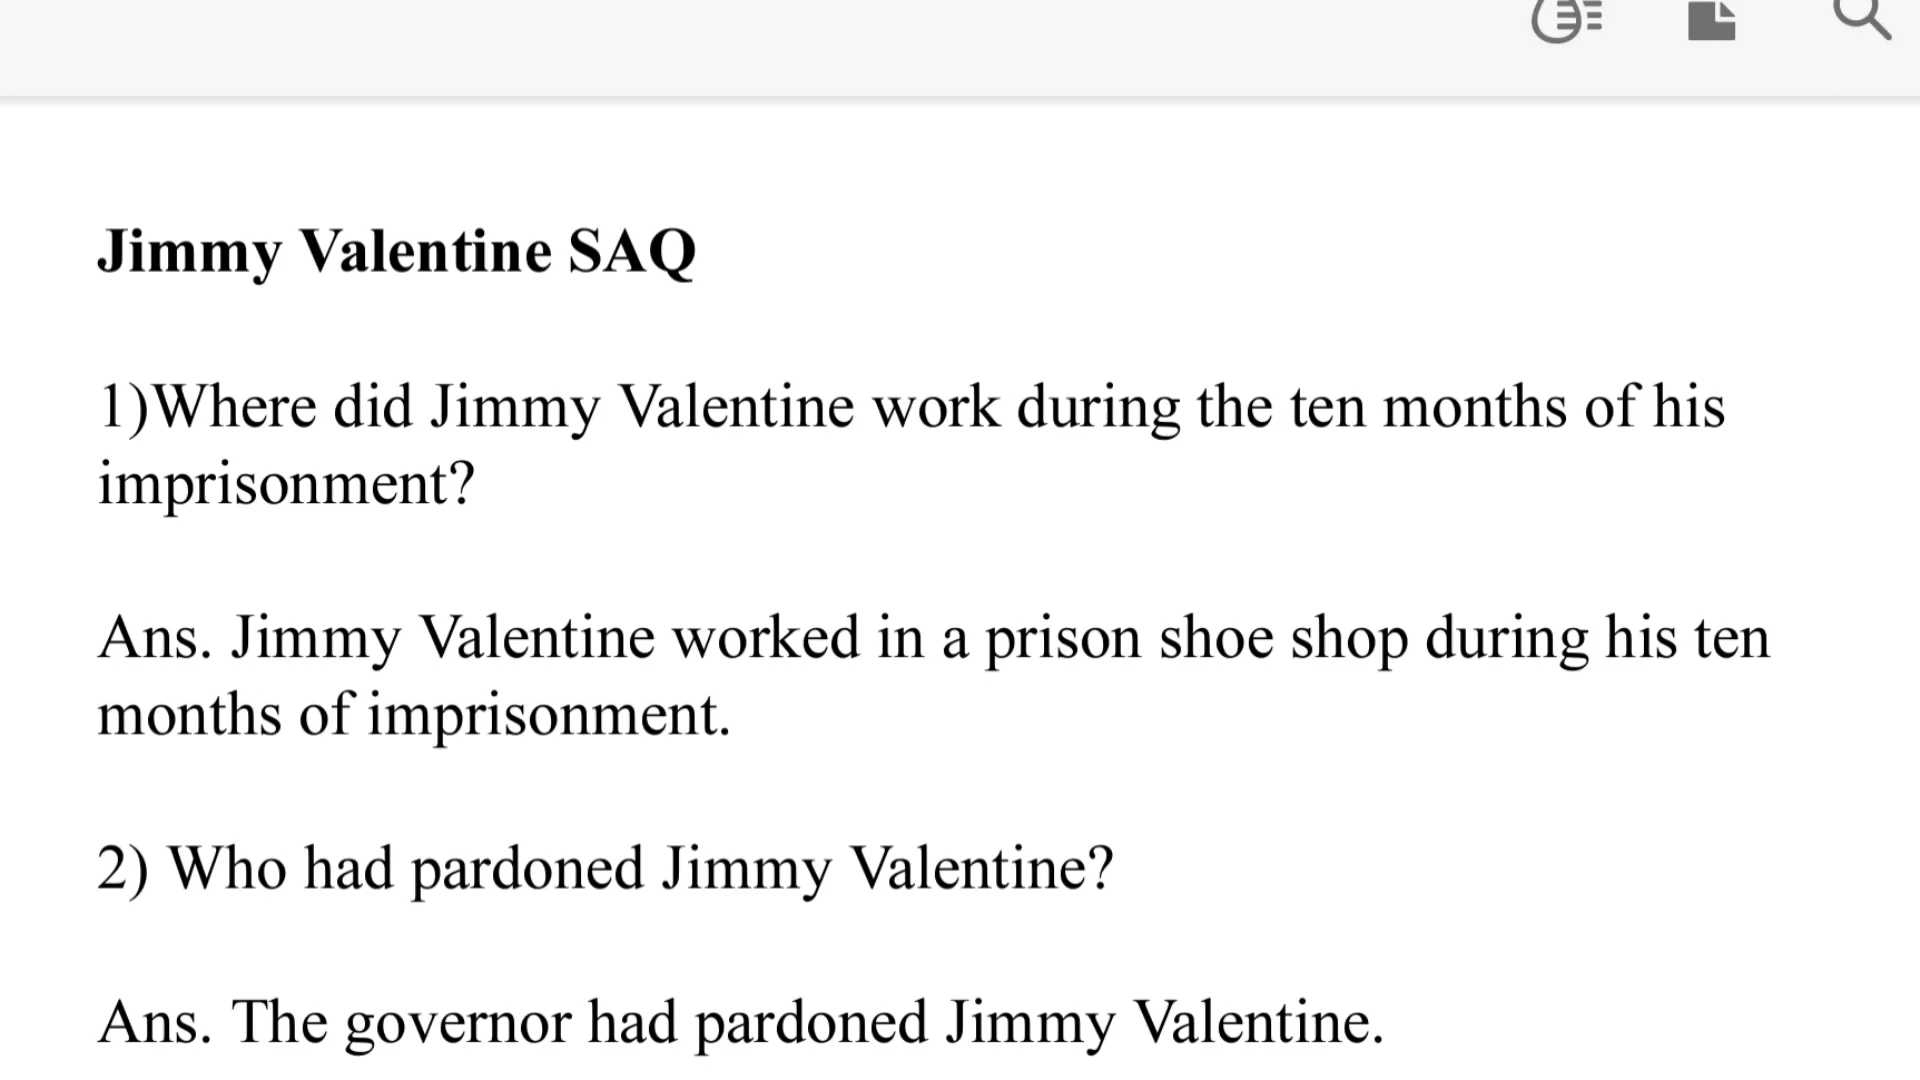 Jimmy Valentine SAQ
1)Where did Jimmy Valentine work during the ten months of his
imprisonment?
Ans. Jimmy Valentine worked in a prison shoe shop during his ten
months of imprisonment.
2) Who had pardoned Jimmy Valentine?
Ans. The governor had pardoned Jimmy Valentine.